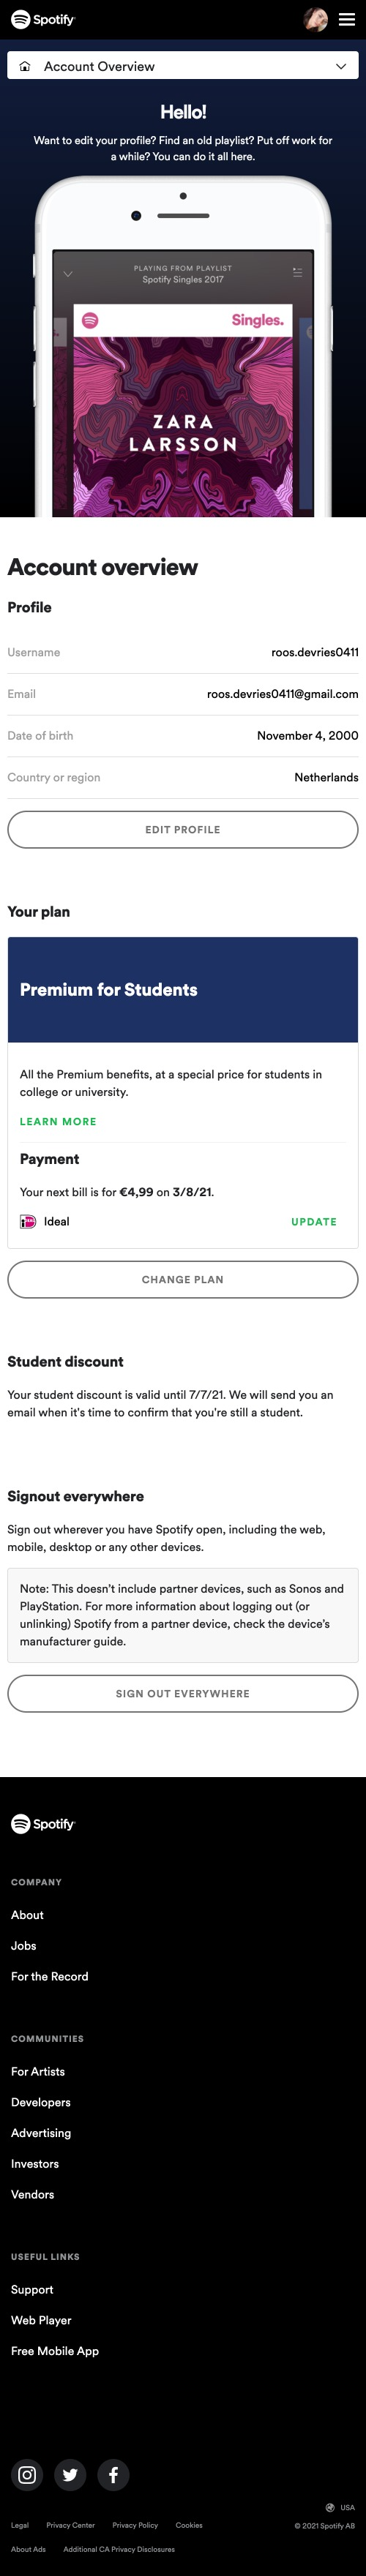 Spotify
Account Overview
Hello!
Want to edit your profile? Find an old playlist? Put off work for
a while? You can do it all here.
PLAYING FROM PLAYLIST
Spotify Singles 2017
Singles.
ZARA
LARSSON
Account overview
Profile
Username roos.devries0411
Email roos.devries0411@gmail.com
Date of birth November 4, 2000
Country or region Netherlands
EDIT PROFILE
Your plan
Premium for Students
All the Premium benefits, at a special price for students in
college or university.
LEARN MORE
Payment
Your next bill is for €4,99 on 3/8/21.
Ideal UPDATE
CHANGE PLAN
Student discount
Your student discount is valid until 7/7/21. We will send you an
email when it's time to confirm that you're still a student.
Signout everywhere
Sign out wherever you have Spotify open, including the web,
mobile, desktop or any other devices.
Note: This doesn’t include partner devices, such as Sonos and
PlayStation. For more information about logging out (or
unlinking) Spotify from a partner device, check the device’s
manufacturer guide.
SIGN OUT EVERYWHERE
Spotify
COMPANY
About
Jobs
For the Record
COMMUNITIES
For Artists
Developers
Advertising
Investors
Vendors
USEFUL LINKS
Support
Web Player
Free Mobile App
USA
Legal Privacy Center Privacy Policy Cookies © 2021 Spotify AB
About Ads Additional CA Privacy Disclosures